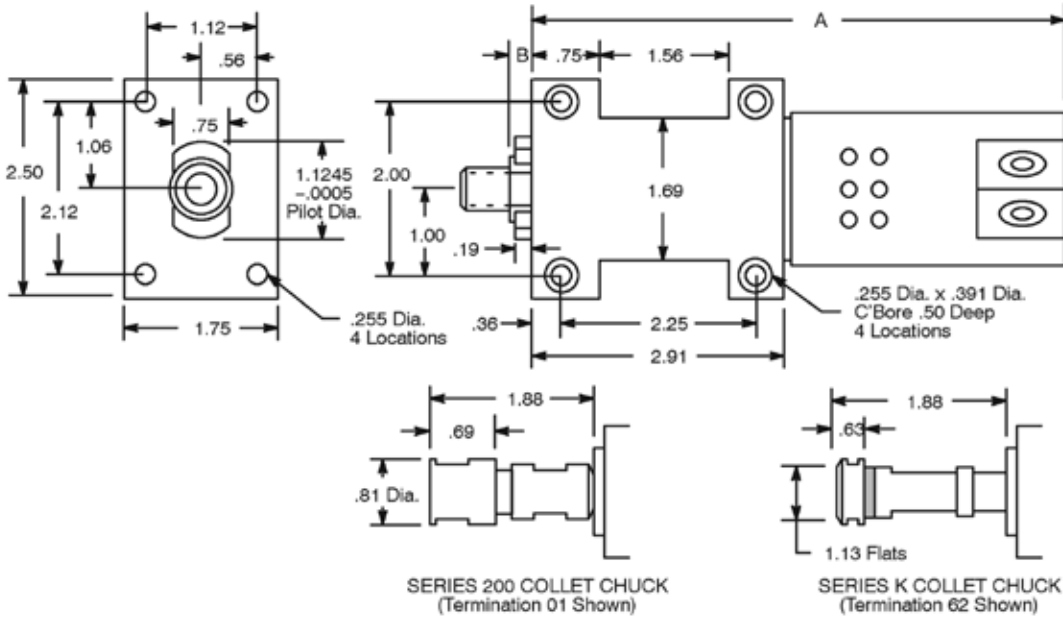 1.12
.56
.75
1.06
2.50
2.12
1.1245
–.0005
Pilot Dia.
.255 Dia.
4 Locations
1.75
A
B
.75
1.56
2.00
1.00
.19
1.69
.36
2.25
2.91
.255 Dia. x .391 Dia.
C'Bore .50 Deep
4 Locations
1.88
.69
.81 Dia.
SERIES 200 COLLET CHUCK
(Termination 01 Shown)
1.88
.63
1.13 Flats
SERIES K COLLET CHUCK
(Termination 62 Shown)